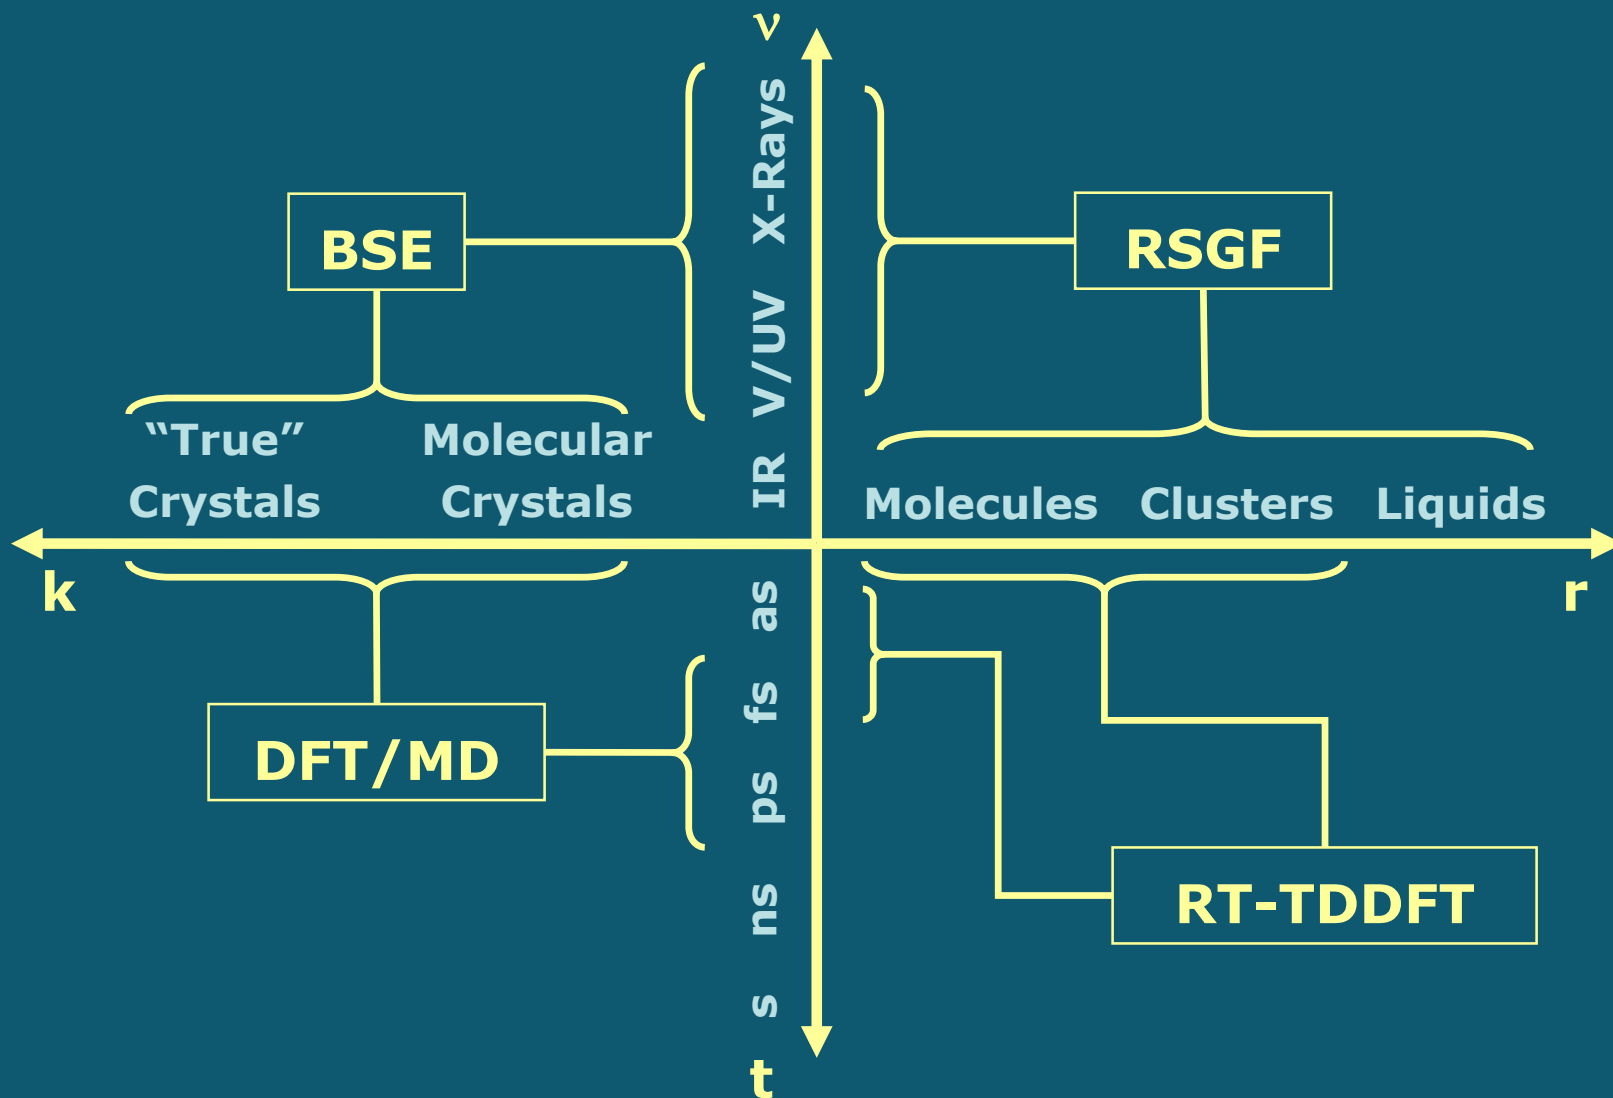 ν
X-Rays
V/UV
IR
BSE
RSGF
“True”
Crystals
Molecular
Crystals
Molecules Clusters Liquids
k
r
as
fs
ps
ns
s
DFT/MD
RT-TDDFT
t